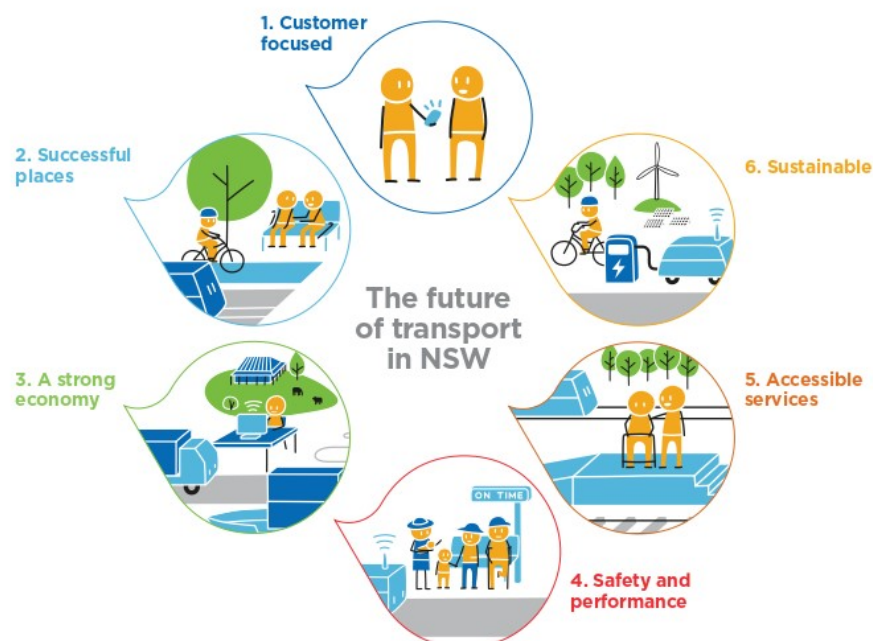 1. Customer
focused
2. Successful
places
6. Sustainable
The future
of transport
in NSW
3. A strong
economy
5. Accessible
services
ON TIME
4. Safety and
performance